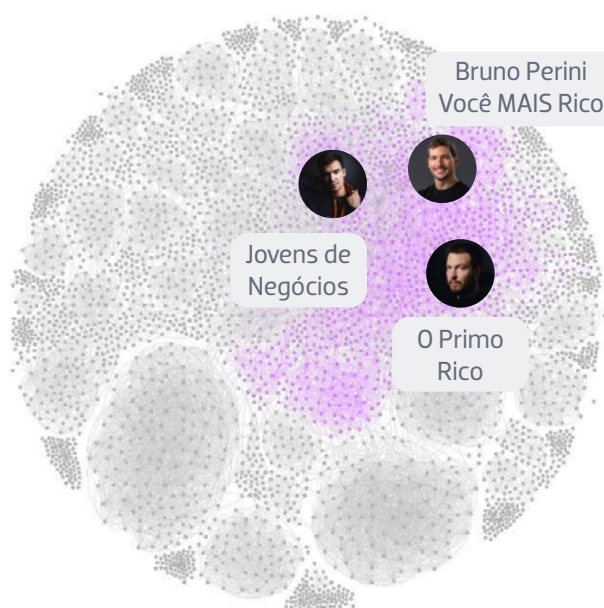 Bruno Perini
Você MAIS Rico
Jovens de
Negócios
O Primo
Rico